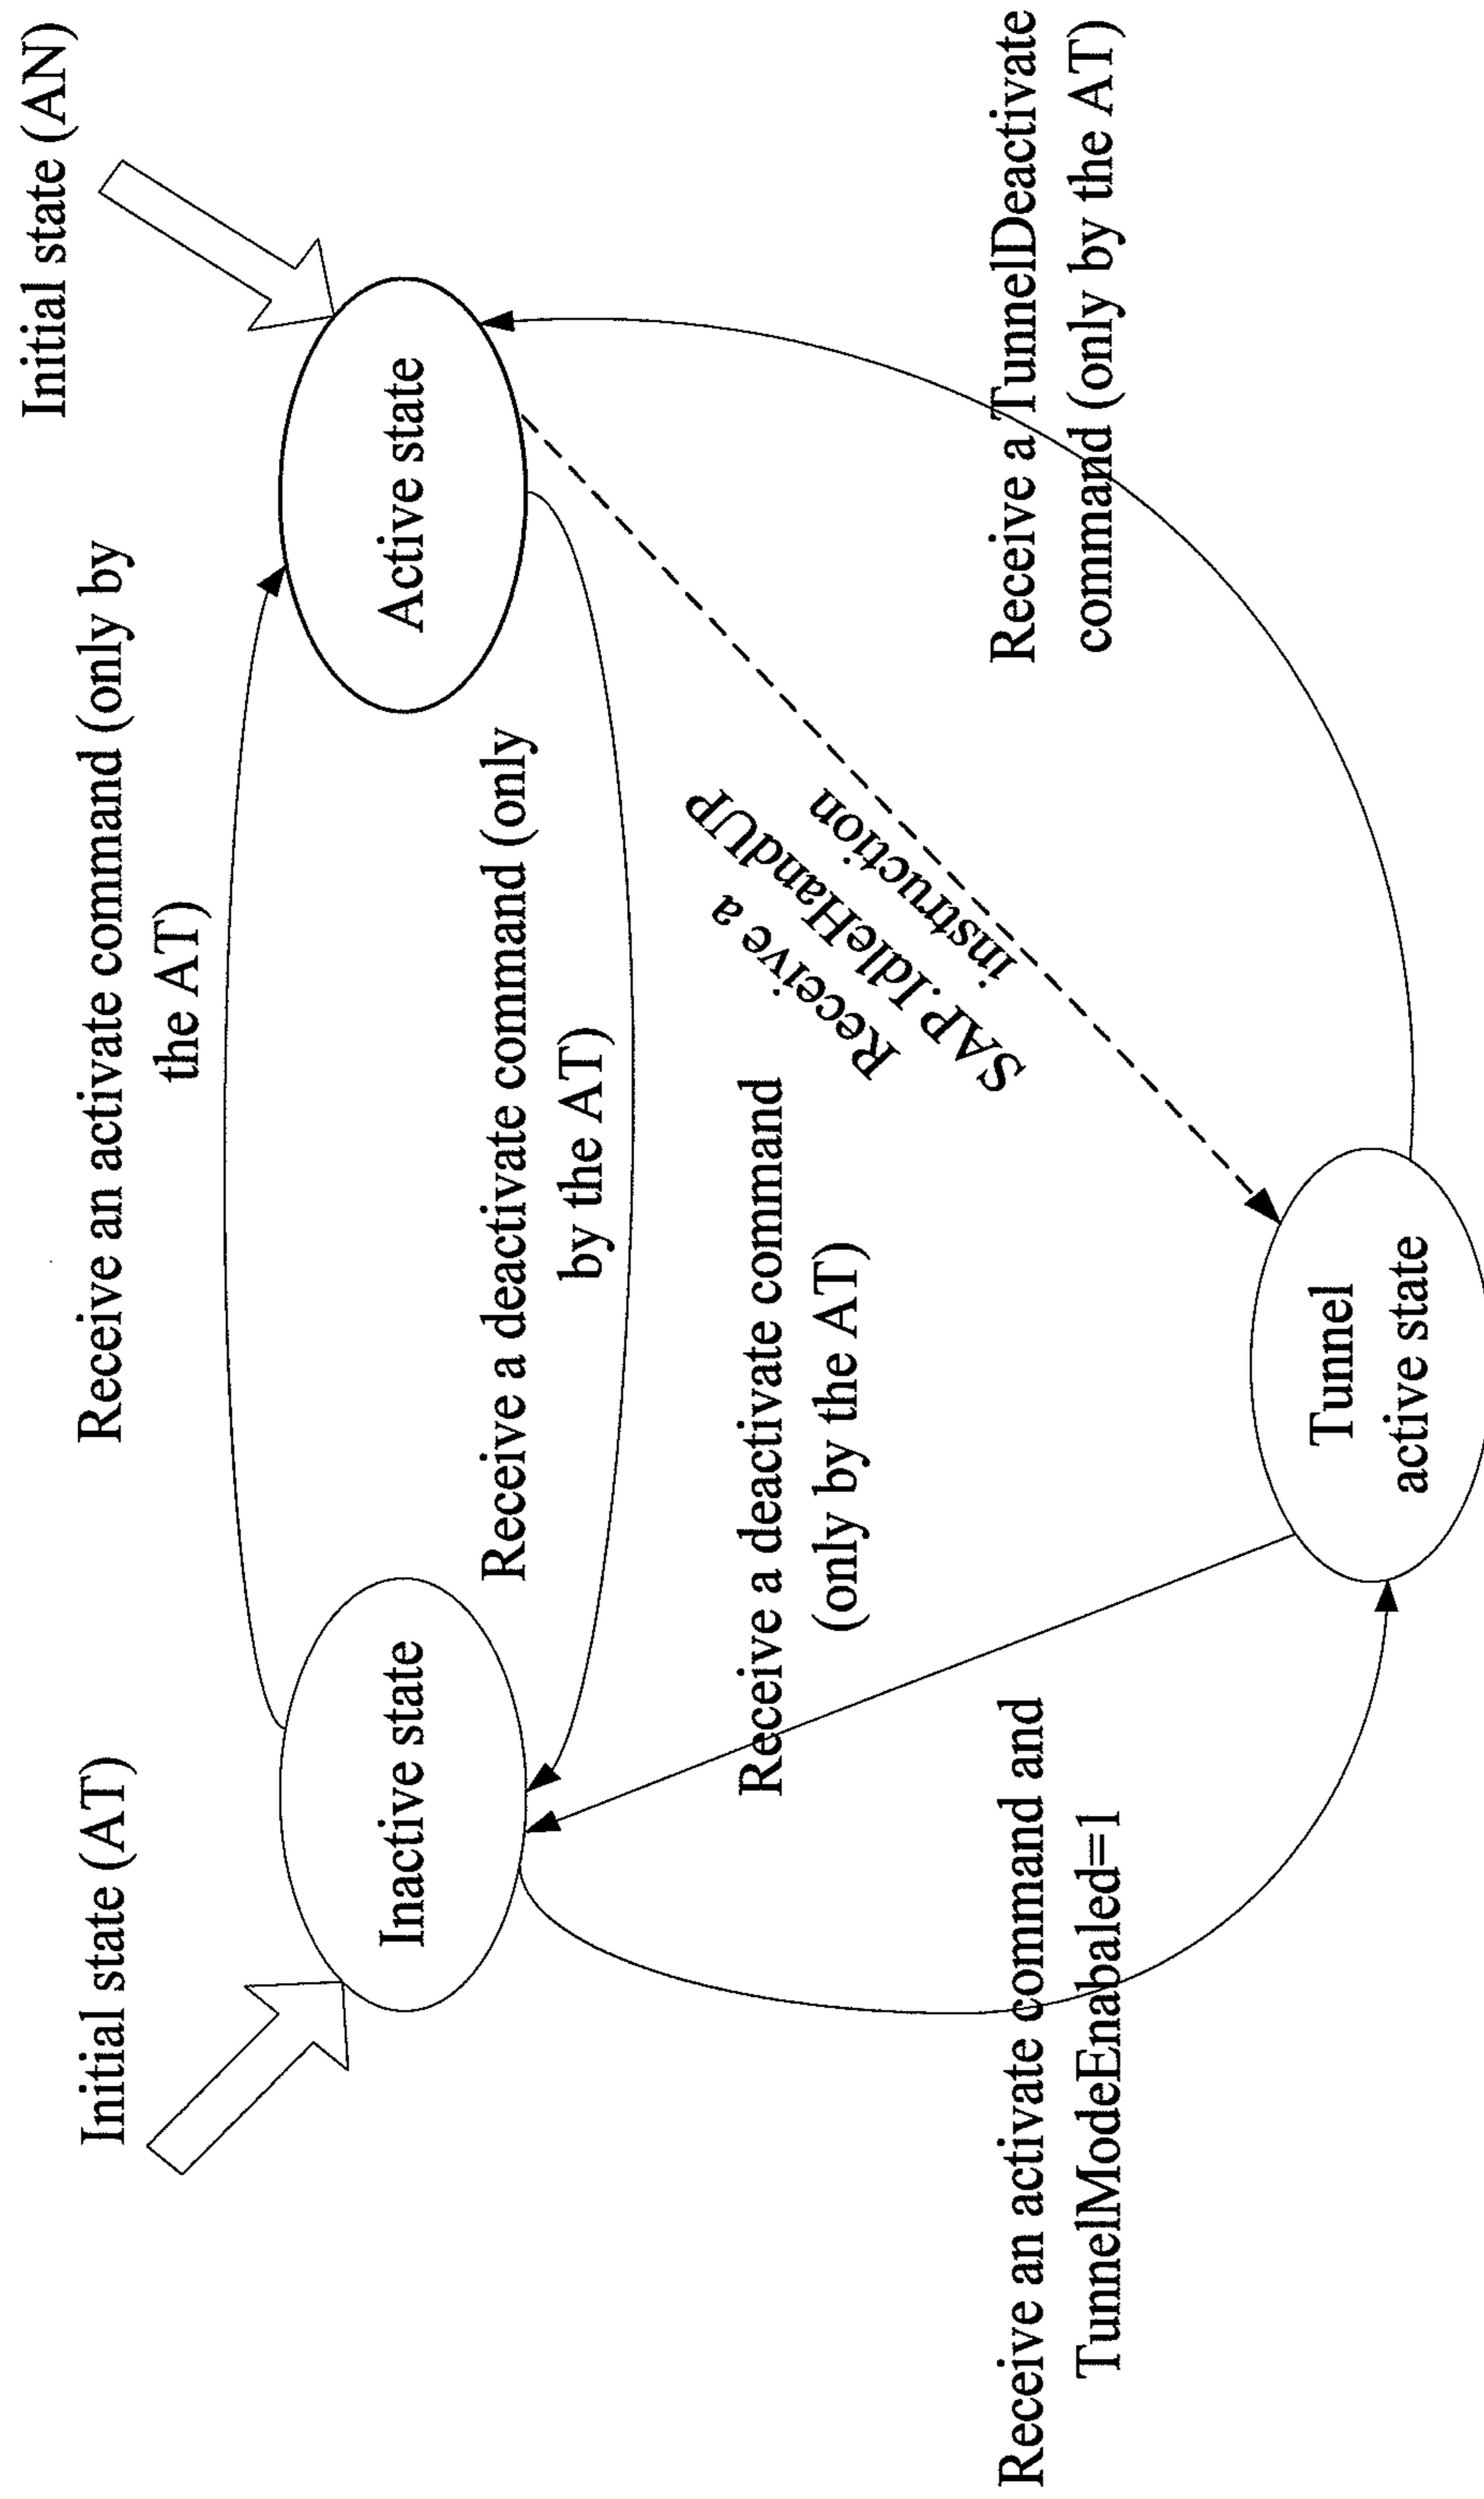 Initial state (AT)
Receive an activate command (only by
the AT)
Initial state (AN)
Inactive state
Active state
Receive a deactivate command (only
by the AT)
Receive a deactivate command
(only by the AT)
Receive a
SAP. IdleHandUP
instruction
Receive an activate command and
TunnelModeEnabaled=1
Receive a TunnelDeactivate
command (only by the AT)
Tunnel
active state